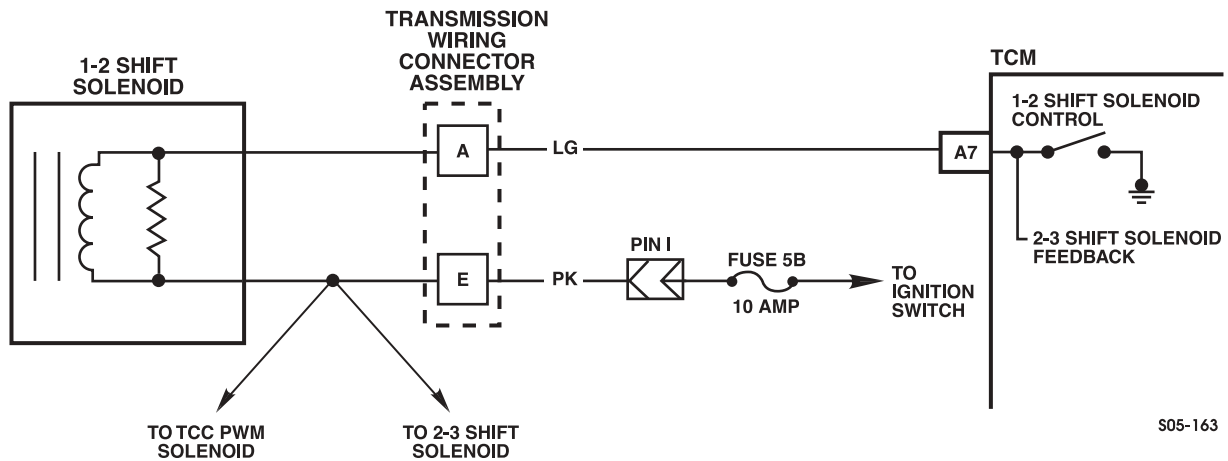 TRANSMISSION
WIRING
CONNECTOR
ASSEMBLY
1-2 SHIFT
SOLENOID
TCM
1-2 SHIFT SOLENOID
CONTROL
A
LG
A7
2-3 SHIFT SOLENOID
FEEDBACK
E
PK
PIN I
FUSE 5B
10 AMP
TO
IGNITION
SWITCH
TO TCC PWM
SOLENOID
TO 2-3 SHIFT
SOLENOID
S05-163